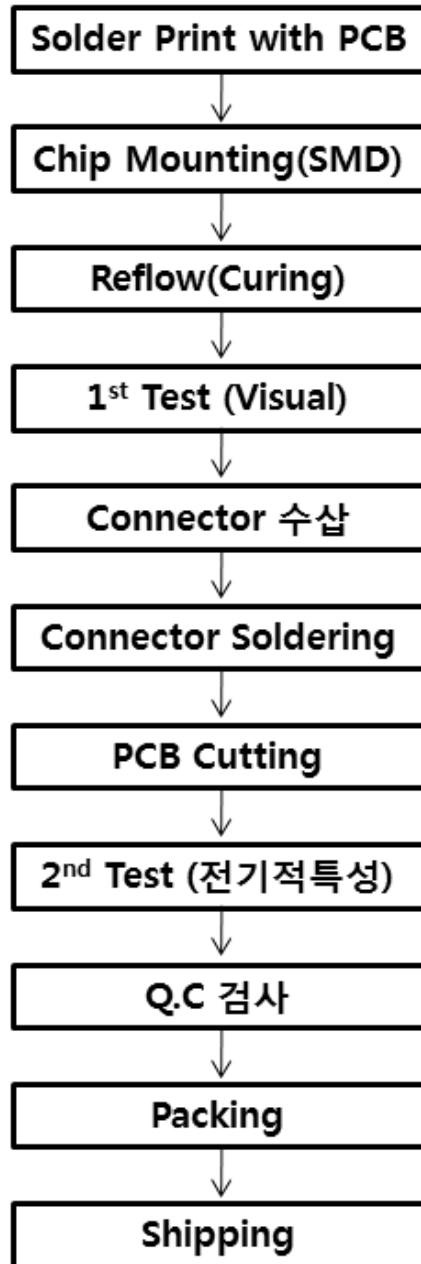 Solder Print with PCB
Chip Mounting(SMD)
Reflow(Curing)
1st Test (Visual)
Connector 수삽
Connector Soldering
PCB Cutting
2nd Test (전기적특성)
Q.C 검사
Packing
Shipping